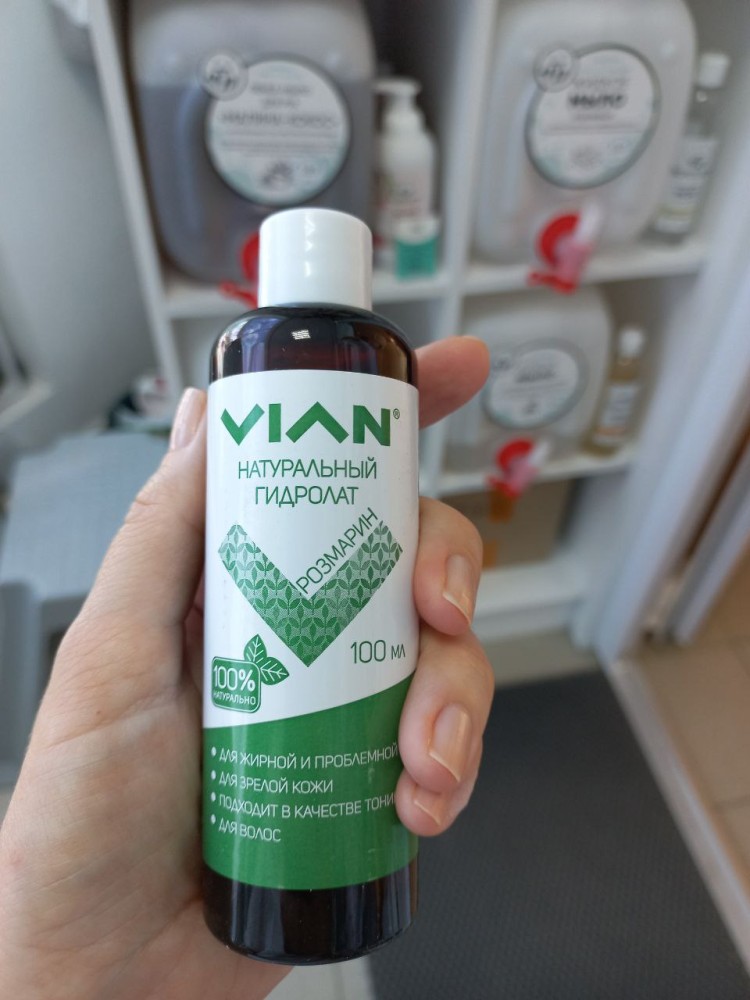 VIAN®
НАТУРАЛЬНЫЙ
ГИДРОЛАТ
РОЗМАРИН
100 МЛ
100%
НАТУРАЛЬНО
• ДЛЯ ЖИРНОЙ И ПРОБЛЕМНОЙ
• ДЛЯ ЗРЕЛОЙ КОЖИ
• ПОДХОДИТ В КАЧЕСТВЕ ТОНИ
• ДЛЯ ВОЛОС
МЫЛО